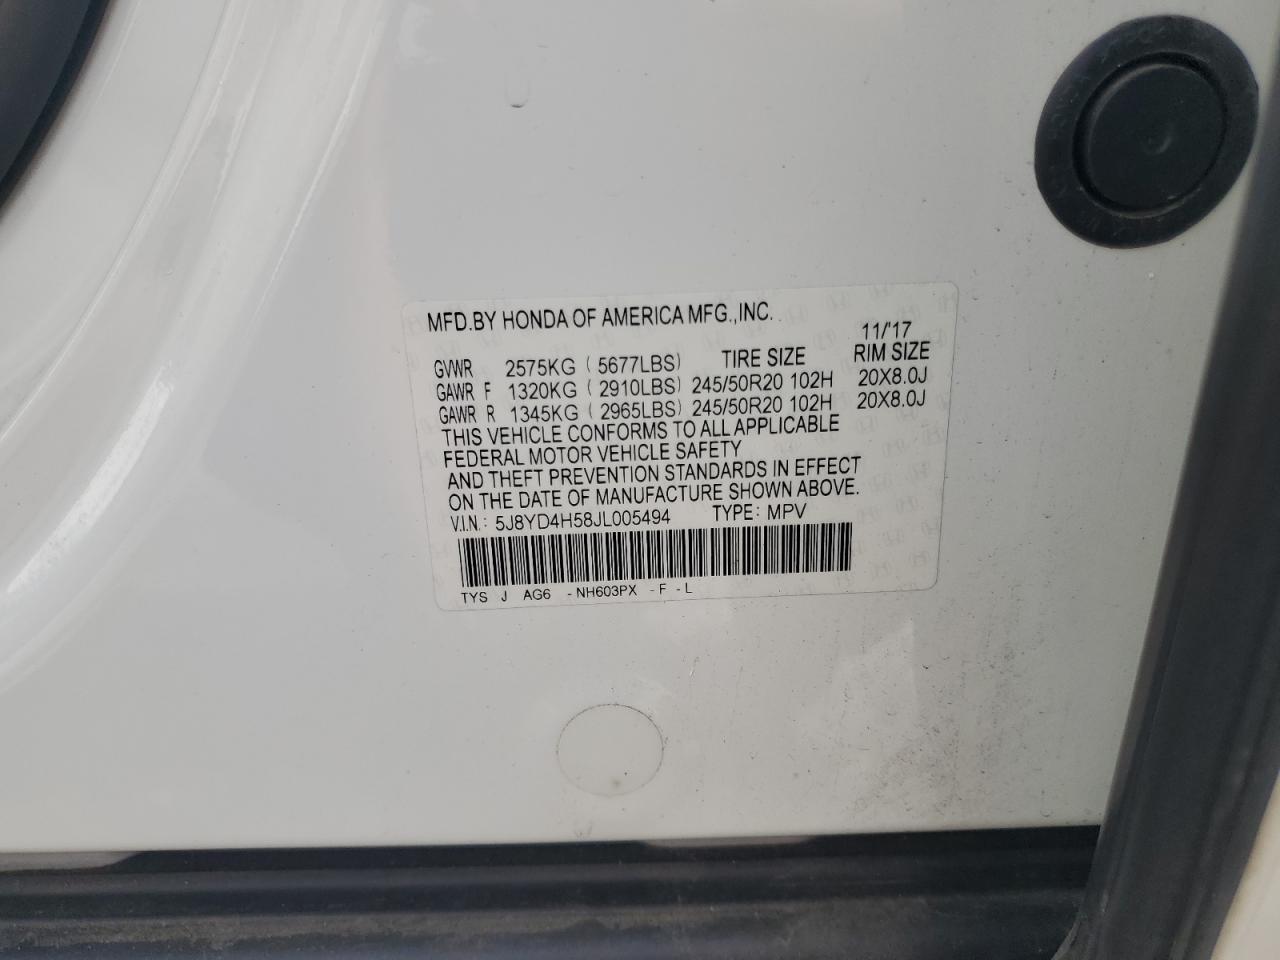 MFD.BY HONDA OF AMERICA MFG.,INC.
11/17
GVWR 2575KG ( 5677LBS) TIRE SIZE RIM SIZE
GAWR F 1320KG ( 2910LBS) 245/50R20 102H 20X8.0J
GAWR R 1345KG ( 2965LBS) 245/50R20 102H 20X8.0J
THIS VEHICLE CONFORMS TO ALL APPLICABLE
FEDERAL MOTOR VEHICLE SAFETY
AND THEFT PREVENTION STANDARDS IN EFFECT
ON THE DATE OF MANUFACTURE SHOWN ABOVE.
V.I.N.: 5J8YD4H58JL005494 TYPE: MPV
TYS J AG6 -NH603PX -F -L